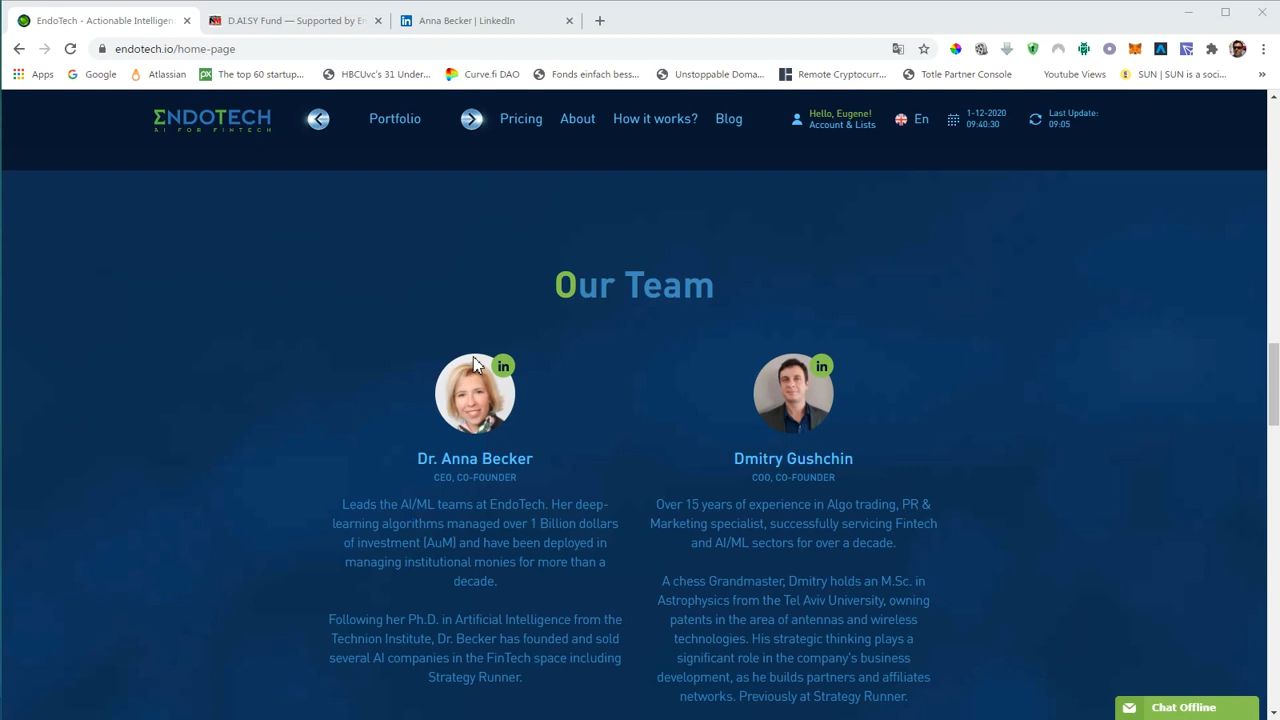 EndoTech - Actionable Intelligen
D.AI.SY Fund — Supported by En
Anna Becker | LinkedIn
endotech.io/home-page
Apps
Google
Atlassian
The top 60 startup...
HBCUvc's 31 Under...
Curve.fi DAO
Fonds einfach bess...
Unstoppable Doma...
Remote Cryptocurr...
Totle Partner Console
Youtube Views
SUN | SUN is a soci...
ΣNDOTECH
AI FOR FINTECH
Portfolio
Pricing
About
How it works?
Blog
Hello, Eugene!
Account & Lists
En
1-12-2020
09:40:30
Last Update:
09:05
Our Team
in
in
Dr. Anna Becker
CEO, CO-FOUNDER
Leads the AI/ML teams at EndoTech. Her deep-
learning algorithms managed over 1 Billion dollars
of investment (AuM) and have been deployed in
managing institutional monies for more than a
decade.
Following her Ph.D. in Artificial Intelligence from the
Technion Institute, Dr. Becker has founded and sold
several AI companies in the FinTech space including
Strategy Runner.
Dmitry Gushchin
COO, CO-FOUNDER
Over 15 years of experience in Algo trading, PR &
Marketing specialist, successfully servicing Fintech
and AI/ML sectors for over a decade.
A chess Grandmaster, Dmitry holds an M.Sc. in
Astrophysics from the Tel Aviv University, owning
patents in the area of antennas and wireless
technologies. His strategic thinking plays a
significant role in the company's business
development, as he builds partners and affiliates
networks. Previously at Strategy Runner.
Chat Offline